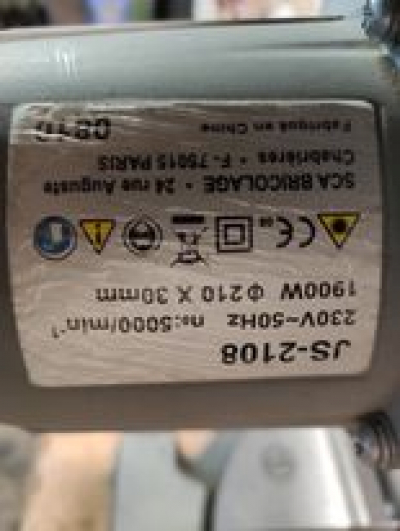 JS-2108
230V~50Hz n₀:5000/min⁻¹
1900W Φ210 X 30mm
CE
SCA BRICOLAGE • 24 rue Auguste
Chabrières • F- 75015 PARIS
Fabriqué en Chine